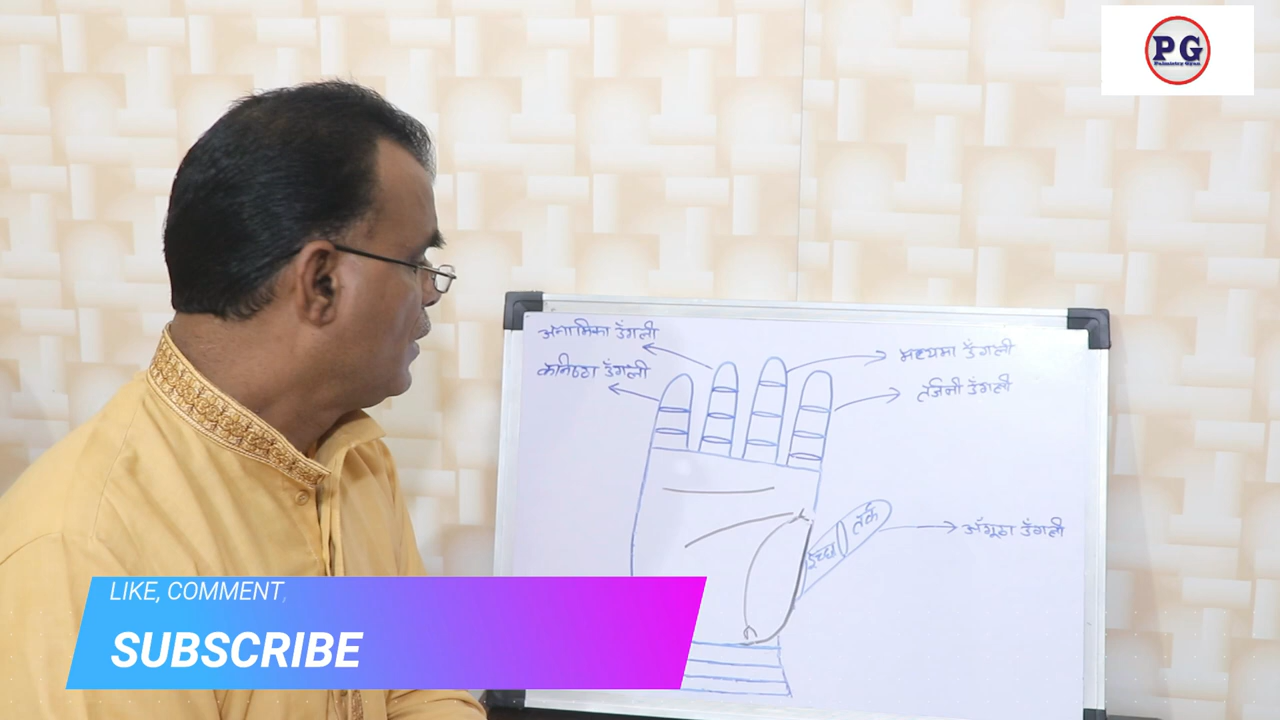 PG
Palmistry Gyan
अनामिका उँगली
कनिष्ठा उँगली
मध्यमा उँगली
तर्जनी उँगली
तर्क
इच्छा
अँगूठा उँगली
LIKE, COMMENT,
SUBSCRIBE